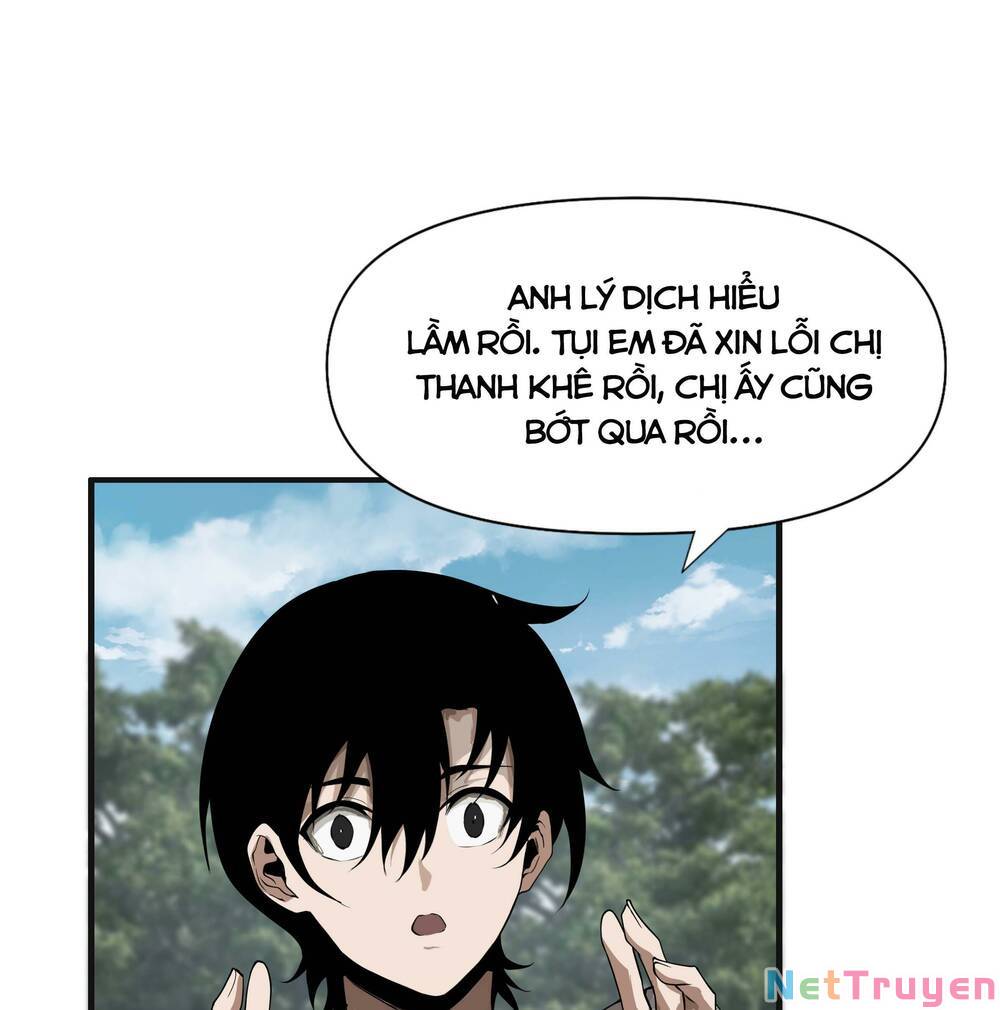 ANH LÝ DỊCH HIỂU
LẦM RỒI. TỤI EM ĐÃ XIN LỖI CHỊ
THANH KHÊ RỒI, CHỊ ẤY CŨNG
BỚT QUA RỒI...
NetTruyen